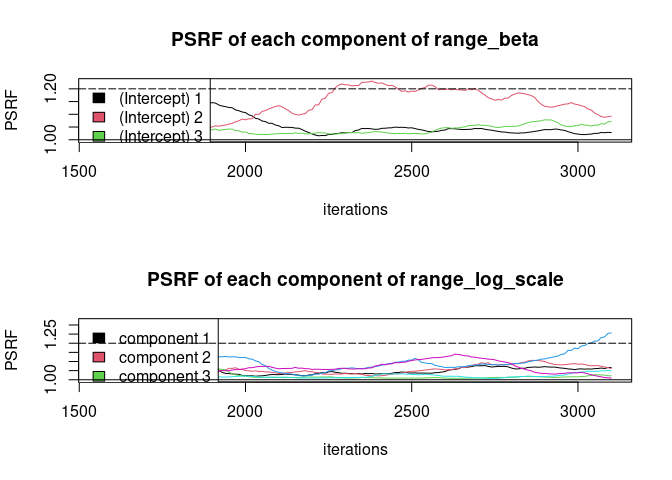 PSRF of each component of range_beta
PSRF
1.20
1.00
(Intercept) 1
(Intercept) 2
(Intercept) 3
1500 2000 2500 3000
iterations
PSRF of each component of range_log_scale
PSRF
1.25
1.00
component 1
component 2
component 3
1500 2000 2500 3000
iterations